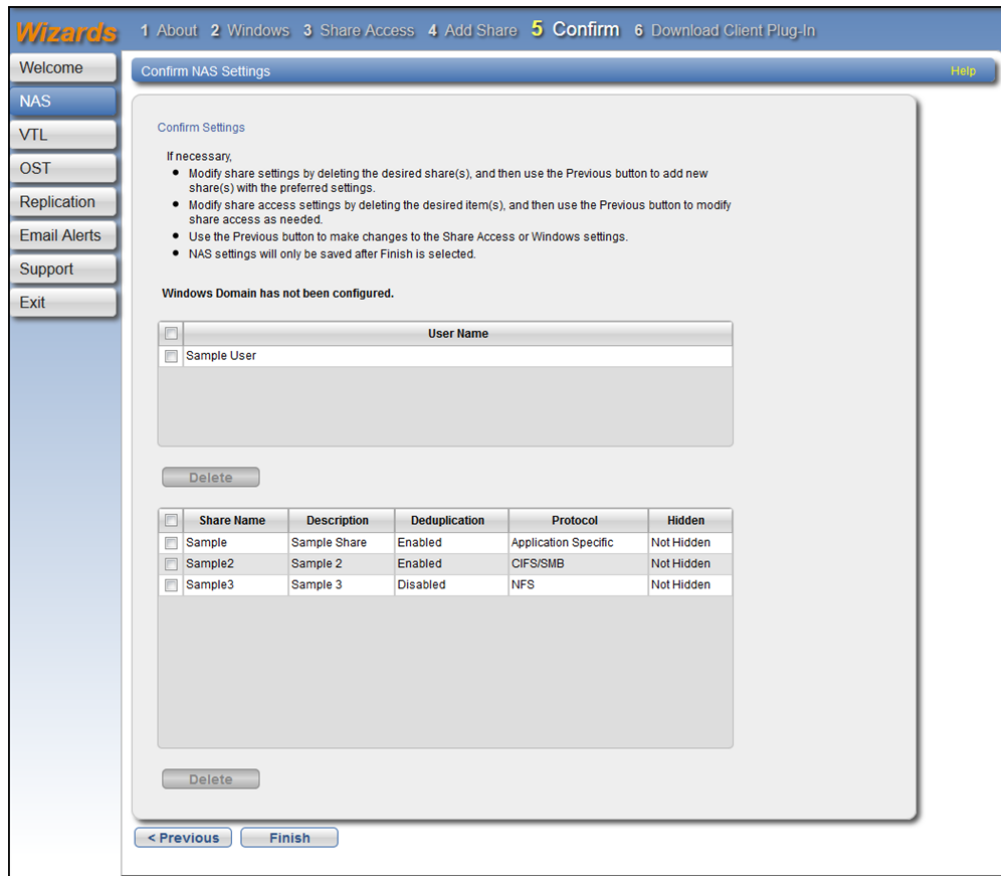 Wizards
1 About 2 Windows 3 Share Access 4 Add Share 5 Confirm 6 Download Client Plug-In
Welcome
NAS
VTL
OST
Replication
Email Alerts
Support
Exit
Confirm NAS Settings
Help
Confirm Settings
If necessary,
• Modify share settings by deleting the desired share(s), and then use the Previous button to add new
share(s) with the preferred settings.
• Modify share access settings by deleting the desired item(s), and then use the Previous button to modify
share access as needed.
• Use the Previous button to make changes to the Share Access or Windows settings.
• NAS settings will only be saved after Finish is selected.
Windows Domain has not been configured.
User Name
Sample User
Delete
Share Name Description Deduplication Protocol Hidden
Sample Sample Share Enabled Application Specific Not Hidden
Sample2 Sample 2 Enabled CIFS/SMB Not Hidden
Sample3 Sample 3 Disabled NFS Not Hidden
Delete
< Previous Finish